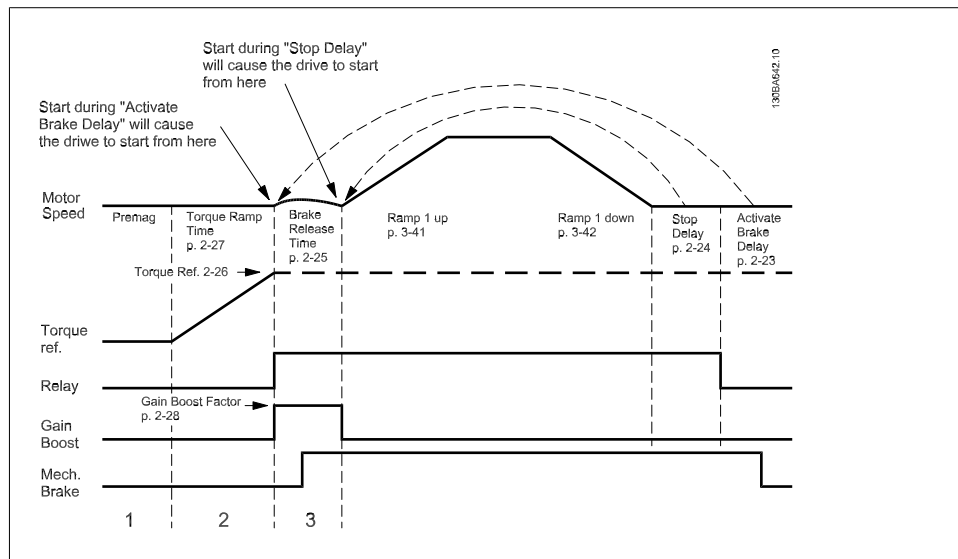 Start during "Stop Delay"
will cause the drive to start
from here
130BA642.10
Start during "Activate
Brake Delay" will cause
the driwe to start from here
Motor
Speed
Premag
Torque Ramp
Time
p. 2-27
Brake
Release
Time
p. 2-25
Ramp 1 up
p. 3-41
Ramp 1 down
p. 3-42
Stop
Delay
p. 2-24
Activate
Brake
Delay
p. 2-23
Torque Ref. 2-26
Torque
ref.
Relay
Gain Boost Factor
p. 2-28
Gain
Boost
Mech.
Brake
1
2
3